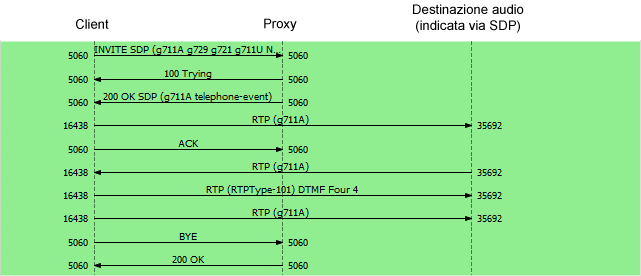 Client Proxy Destinazione audio
(indicata via SDP)
5060 INVITE SDP (g711A g729 g721 g711U N... 5060
5060 100 Trying 5060
5060 200 OK SDP (g711A telephone-event) 5060
16438 RTP (g711A) 35692
5060 ACK 5060
16438 RTP (g711A) 35692
16438 RTP (RTPType-101) DTMF Four 4 35692
16438 RTP (g711A) 35692
5060 BYE 5060
5060 200 OK 5060